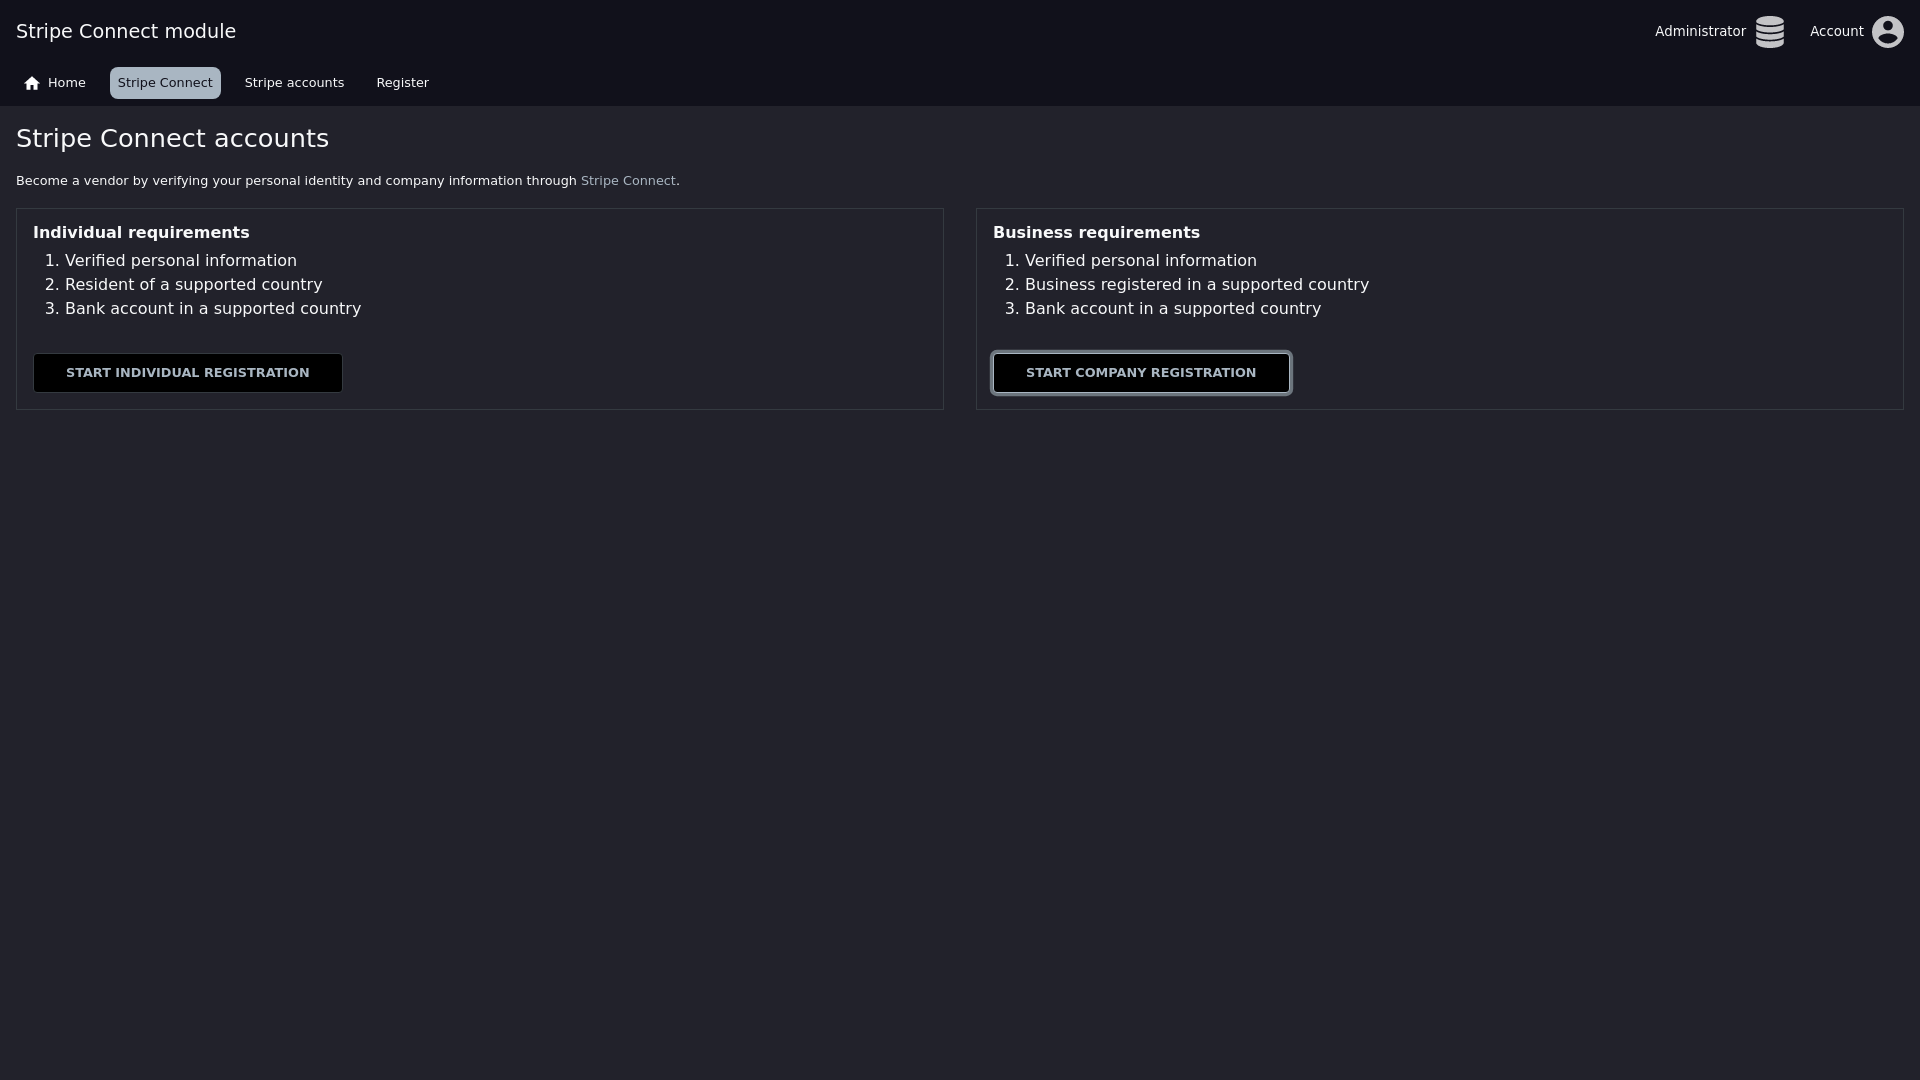 Stripe Connect module
Administrator
Account
Home
Stripe Connect
Stripe accounts
Register
Stripe Connect accounts
Become a vendor by verifying your personal identity and company information through Stripe Connect.
Individual requirements
1. Verified personal information
2. Resident of a supported country
3. Bank account in a supported country
START INDIVIDUAL REGISTRATION
Business requirements
1. Verified personal information
2. Business registered in a supported country
3. Bank account in a supported country
START COMPANY REGISTRATION